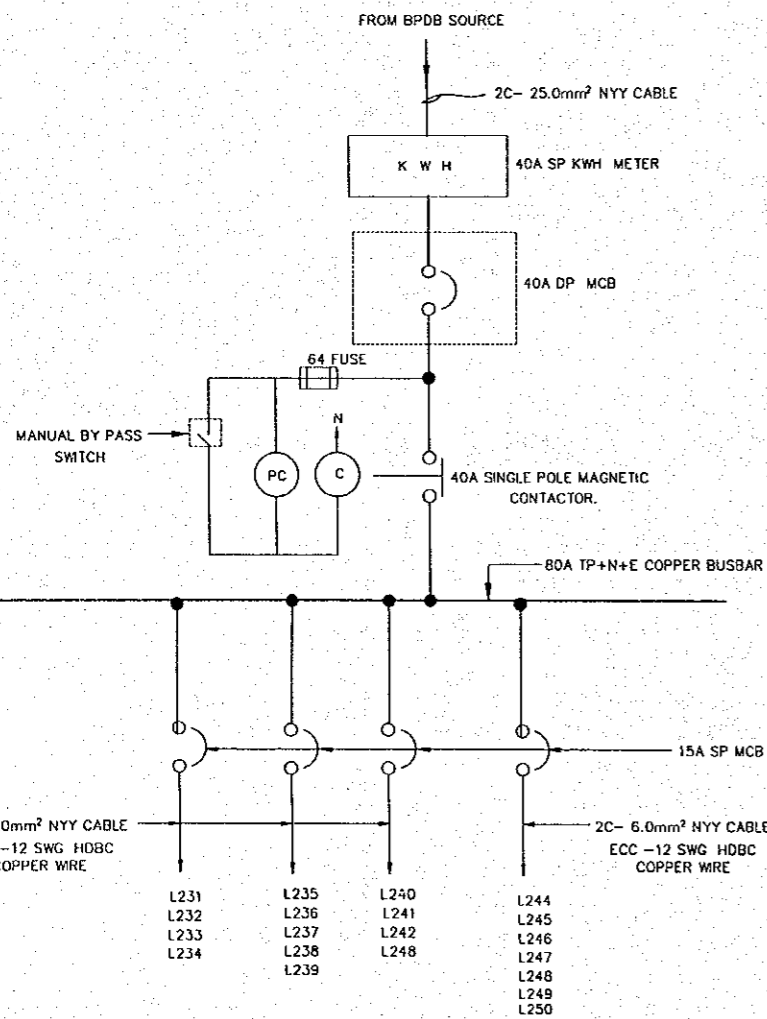 FROM BPDB SOURCE
2C- 25.0mm² NYY CABLE
K W H
40A SP KWH METER
40A DP MCB
64 FUSE
N
MANUAL BY PASS
SWITCH
PC
C
40A SINGLE POLE MAGNETIC
CONTACTOR.
80A TP+N+E COPPER BUSBAR
15A SP MCB
0mm² NYY CABLE
-12 SWG HDBC
COPPER WIRE
2C- 6.0mm² NYY CABLE
ECC -12 SWG HDBC
COPPER WIRE
L231
L232
L233
L234
L235
L236
L237
L238
L239
L240
L241
L242
L248
L244
L245
L246
L247
L248
L249
L250